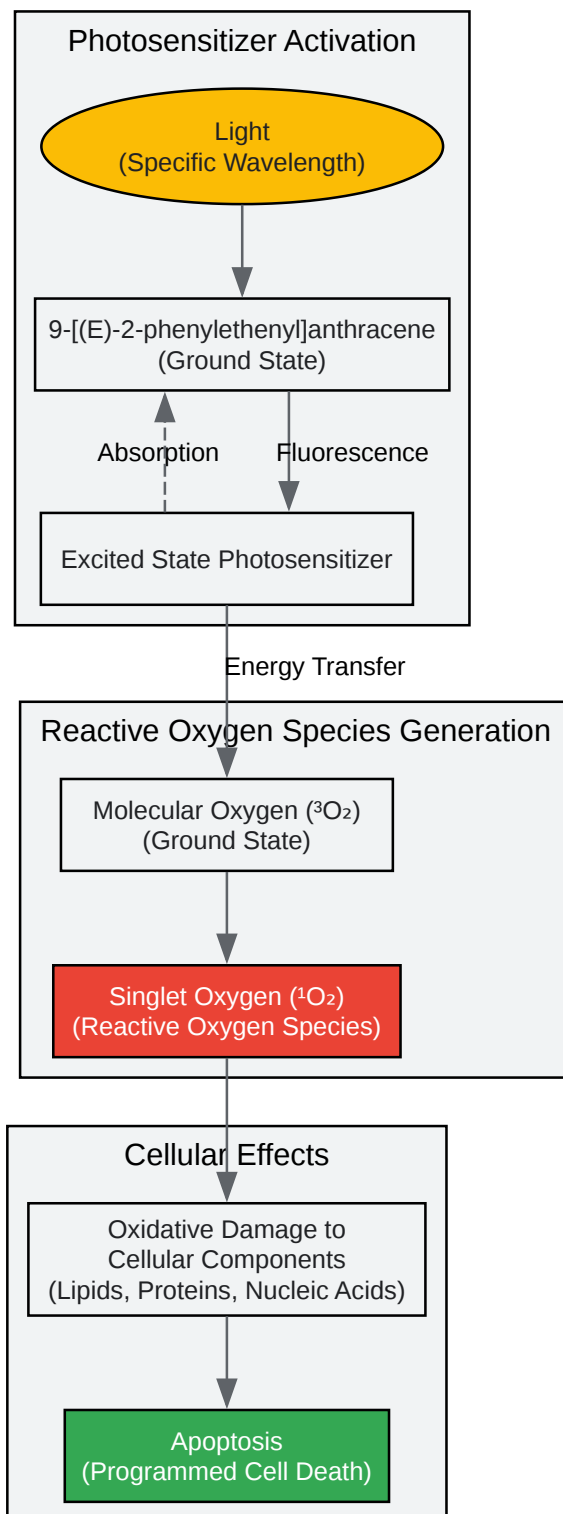 Photosensitizer Activation
Light
(Specific Wavelength)
9-[(E)-2-phenylethenyl]anthracene
(Ground State)
Absorption
Fluorescence
Excited State Photosensitizer
Energy Transfer
Reactive Oxygen Species Generation
Molecular Oxygen (³O₂)
(Ground State)
Singlet Oxygen (¹O₂)
(Reactive Oxygen Species)
Cellular Effects
Oxidative Damage to
Cellular Components
(Lipids, Proteins, Nucleic Acids)
Apoptosis
(Programmed Cell Death)